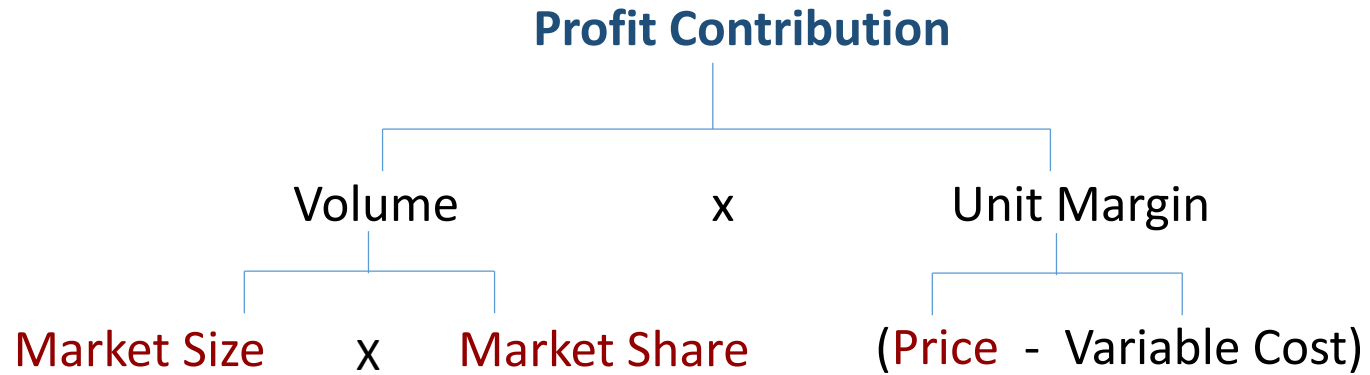 Profit Contribution
Volume x Unit Margin
Market Size X Market Share (Price - Variable Cost)